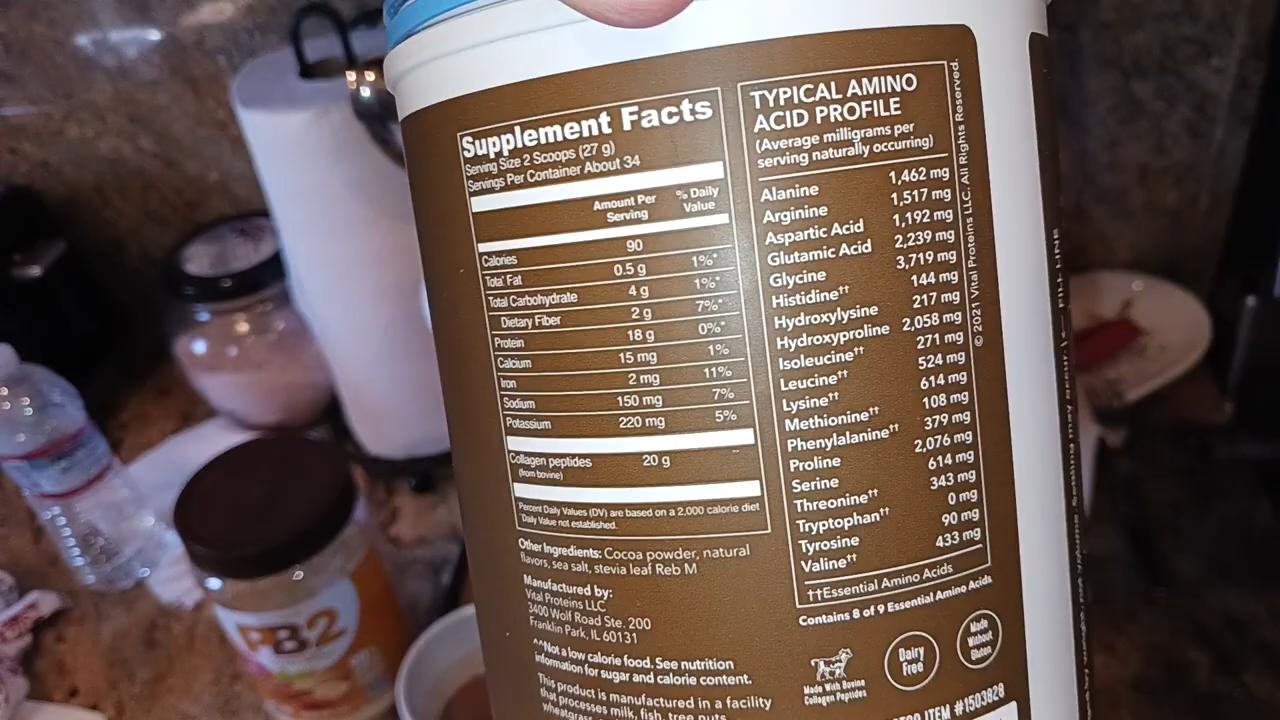 Supplement Facts
Serving Size 2 Scoops (27 g)
Servings Per Container About 34
Amount Per Serving % Daily Value
Calories 90
Total Fat 0.5 g 1%*
Total Carbohydrate 4 g 1%*
Dietary Fiber 2 g 7%*
Protein 18 g 0%*
Calcium 15 mg 1%
Iron 2 mg 11%
Sodium 150 mg 7%
Potassium 220 mg 5%
Collagen peptides 20 g **
(from bovine)
Percent Daily Values (DV) are based on a 2,000 calorie diet
*Daily Value not established.
Other Ingredients: Cocoa powder, natural
flavors, sea salt, stevia leaf Reb M
Manufactured by:
Vital Proteins LLC
3400 Wolf Road Ste. 200
Franklin Park, IL 60131
^^Not a low calorie food. See nutrition
information for sugar and calorie content.
This product is manufactured in a facility
that processes milk, fish, tree nuts,
wheatgrass,
TYPICAL AMINO
ACID PROFILE
(Average milligrams per
serving naturally occurring)
Alanine 1,462 mg
Arginine 1,517 mg
Aspartic Acid 1,192 mg
Glutamic Acid 2,239 mg
Glycine 3,719 mg
Histidine†† 144 mg
Hydroxylysine 217 mg
Hydroxyproline 2,058 mg
Isoleucine†† 271 mg
Leucine†† 524 mg
Lysine†† 614 mg
Methionine†† 108 mg
Phenylalanine†† 379 mg
Proline 2,076 mg
Serine 614 mg
Threonine†† 343 mg
Tryptophan†† 0 mg
Tyrosine 90 mg
Valine†† 433 mg
††Essential Amino Acids
Contains 8 of 9 Essential Amino Acids
Made With Bovine
Collagen Peptides
Dairy
Free
Made
Without
Gluten
ITEM #1503828
© 2021 Vital Proteins LLC. All Rights Reserved.
FILL LINE
PB2